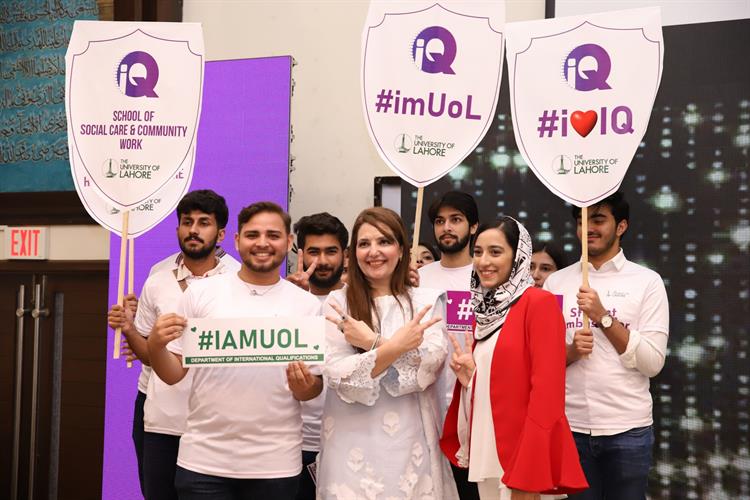 iQ
SCHOOL OF
SOCIAL CARE & COMMUNITY
WORK
THE
UNIVERSITY OF
LAHORE
iQ
#imUoL
THE
UNIVERSITY OF
LAHORE
iQ
#i❤IQ
THE
UNIVERSITY OF
LAHORE
EXIT
#IAMUOL
DEPARTMENT OF INTERNATIONAL QUALIFICATIONS